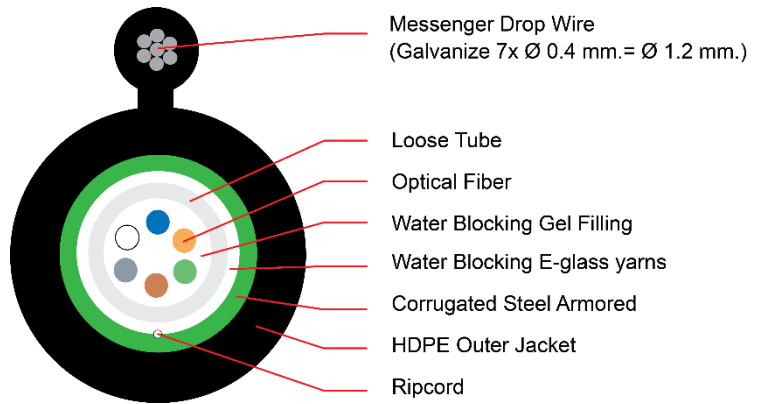 Messenger Drop Wire
(Galvanize 7x Ø 0.4 mm.= Ø 1.2 mm.)
Loose Tube
Optical Fiber
Water Blocking Gel Filling
Water Blocking E-glass yarns
Corrugated Steel Armored
HDPE Outer Jacket
Ripcord